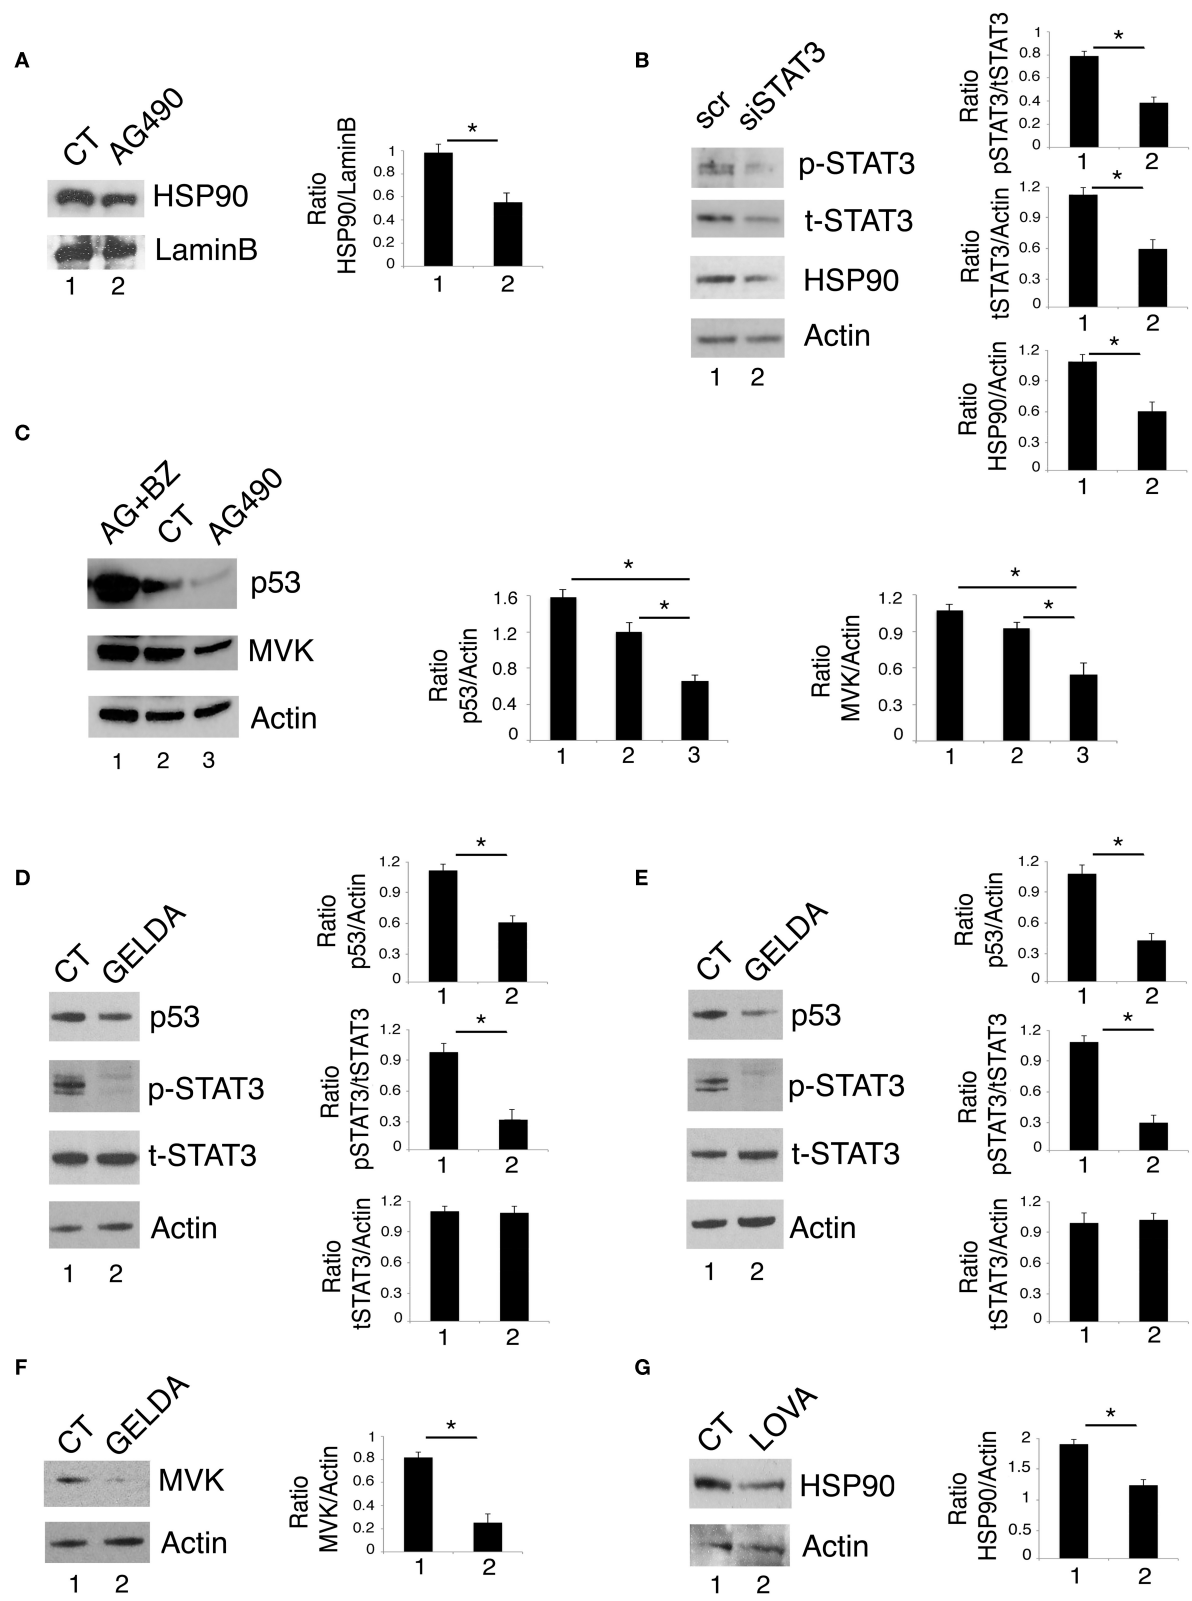 A
CT
AG490
HSP90
LaminB
1 2
Ratio
HSP90/LaminB
1
0.8
0.6
0.4
0.2
0
*
1 2
B
scr
siSTAT3
p-STAT3
t-STAT3
HSP90
Actin
1 2
Ratio
pSTAT3/tSTAT3
1
0.8
0.6
0.4
0.2
0
*
1 2
Ratio
tSTAT3/Actin
1.2
0.9
0.6
0.3
0
*
1 2
Ratio
HSP90/Actin
1.2
0.9
0.6
0.3
0
*
1 2
C
AG+BZ
CT
AG490
p53
MVK
Actin
1 2 3
Ratio
p53/Actin
1.6
1.2
0.8
0.4
0
*
*
1 2 3
Ratio
MVK/Actin
1.2
0.9
0.6
0.3
0
*
*
1 2 3
D
CT
GELDA
p53
p-STAT3
t-STAT3
Actin
1 2
Ratio
p53/Actin
1.2
0.9
0.6
0.3
0
*
1 2
Ratio
pSTAT3/tSTAT3
1.2
0.9
0.6
0.3
0
*
1 2
Ratio
tSTAT3/Actin
1.2
0.9
0.6
0.3
0
1 2
E
CT
GELDA
p53
p-STAT3
t-STAT3
Actin
1 2
Ratio
p53/Actin
1.2
0.9
0.6
0.3
0
*
1 2
Ratio
pSTAT3/tSTAT3
1.2
0.9
0.6
0.3
0
*
1 2
Ratio
tSTAT3/Actin
1.2
0.9
0.6
0.3
0
1 2
F
CT
GELDA
MVK
Actin
1 2
Ratio
MVK/Actin
1
0.8
0.6
0.4
0.2
0
*
1 2
G
CT
LOVA
HSP90
Actin
1 2
Ratio
HSP90/Actin
2
1.5
1
0.5
0
*
1 2